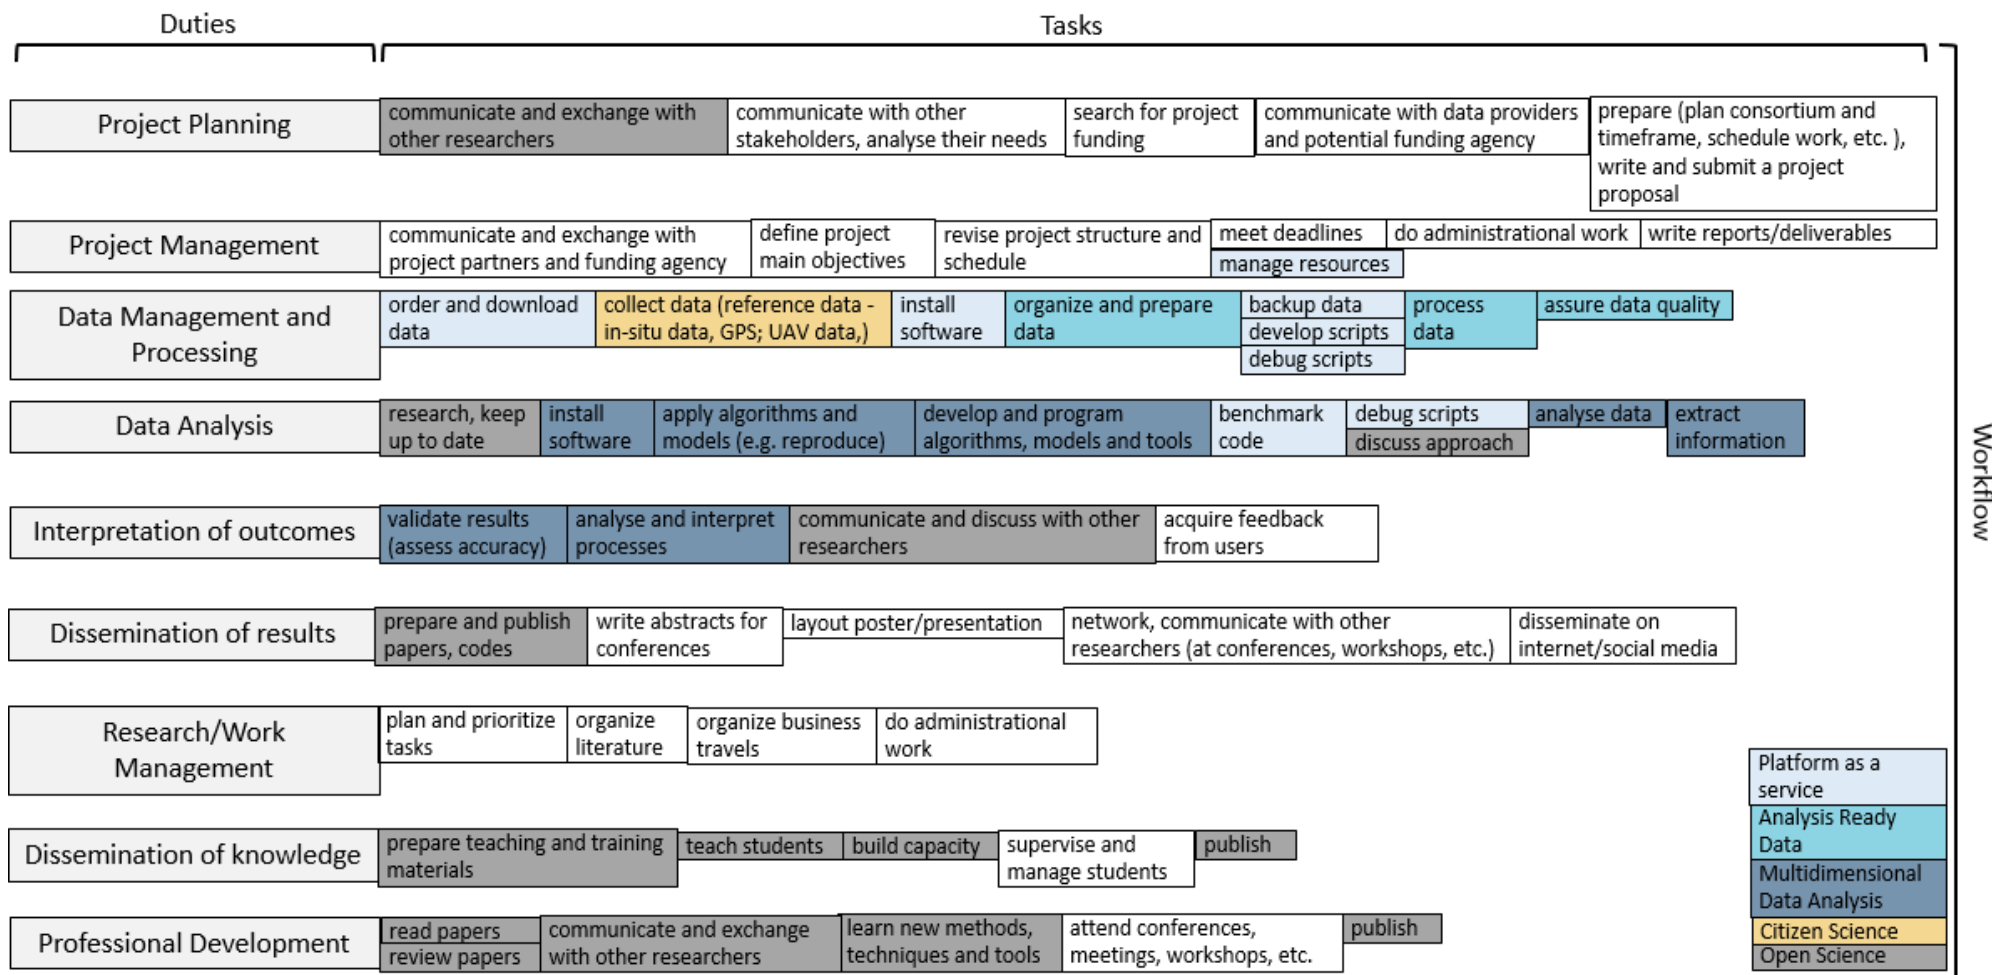 Duties
Tasks
Project Planning
communicate and exchange with
other researchers
communicate with other
stakeholders, analyse their needs
search for project
funding
communicate with data providers
and potential funding agency
prepare (plan consortium and
timeframe, schedule work, etc. ),
write and submit a project
proposal
Project Management
communicate and exchange with
project partners and funding agency
define project
main objectives
revise project structure and
schedule
meet deadlines
manage resources
do administrational work
write reports/deliverables
Data Management and
Processing
order and download
data
collect data (reference data -
in-situ data, GPS; UAV data,)
install
software
organize and prepare
data
backup data
develop scripts
debug scripts
process
data
assure data quality
Data Analysis
research, keep
up to date
install
software
apply algorithms and
models (e.g. reproduce)
develop and program
algorithms, models and tools
benchmark
code
debug scripts
discuss approach
analyse data
extract
information
Interpretation of outcomes
validate results
(assess accuracy)
analyse and interpret
processes
communicate and discuss with other
researchers
acquire feedback
from users
Dissemination of results
prepare and publish
papers, codes
write abstracts for
conferences
layout poster/presentation
network, communicate with other
researchers (at conferences, workshops, etc.)
disseminate on
internet/social media
Research/Work
Management
plan and prioritize
tasks
organize
literature
organize business
travels
do administrational
work
Dissemination of knowledge
prepare teaching and training
materials
teach students
build capacity
supervise and
manage students
publish
Professional Development
read papers
review papers
communicate and exchange
with other researchers
learn new methods,
techniques and tools
attend conferences,
meetings, workshops, etc.
publish
Workflow
Platform as a
service
Analysis Ready
Data
Multidimensional
Data Analysis
Citizen Science
Open Science